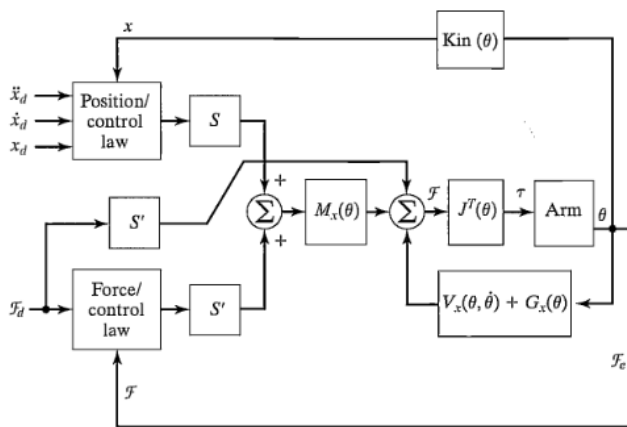 x
Kin (θ)
ẍ_d
ẋ_d
x_d
Position/
control
law
S
+
Σ
+
M_x(θ)
Σ
ℱ
J^T(θ)
τ
Arm
θ
S′
ℱ_d
Force/
control
law
S′
V_x(θ, θ̇) + G_x(θ)
ℱ_e
ℱ